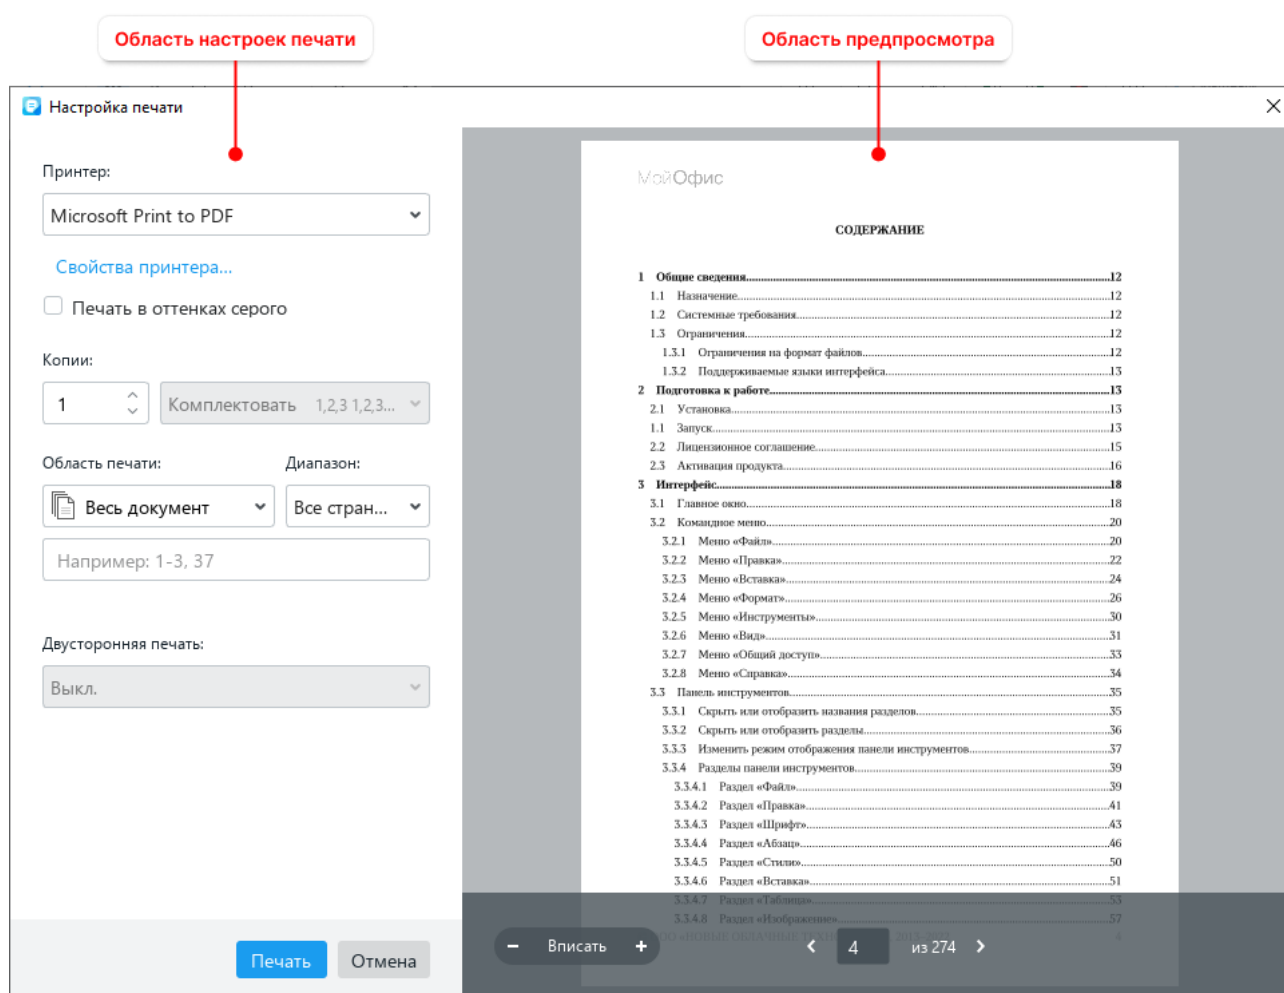 Область настроек печати
Область предпросмотра
Настройка печати
Принтер:
Microsoft Print to PDF
Свойства принтера...
Печать в оттенках серого
Копии:
1
Комплектовать 1,2,3 1,2,3...
Область печати: Диапазон:
Весь документ Все стран...
Например: 1-3, 37
Двусторонняя печать:
Выкл.
Печать Отмена
МойОфис
СОДЕРЖАНИЕ
1 Общие сведения 12
1.1 Назначение 12
1.2 Системные требования 12
1.3 Ограничения 12
1.3.1 Ограничения на формат файлов 12
1.3.2 Поддерживаемые языки интерфейса 13
2 Подготовка к работе 13
2.1 Установка 13
1.1 Запуск 13
2.2 Лицензионное соглашение 15
2.3 Активация продукта 16
3 Интерфейс 18
3.1 Главное окно 18
3.2 Командное меню 20
3.2.1 Меню «Файл» 20
3.2.2 Меню «Правка» 22
3.2.3 Меню «Вставка» 24
3.2.4 Меню «Формат» 26
3.2.5 Меню «Инструменты» 30
3.2.6 Меню «Вид» 31
3.2.7 Меню «Общий доступ» 33
3.2.8 Меню «Справка» 34
3.3 Панель инструментов 35
3.3.1 Скрыть или отобразить названия разделов 35
3.3.2 Скрыть или отобразить разделы 36
3.3.3 Изменить режим отображения панели инструментов 37
3.3.4 Разделы панели инструментов 39
3.3.4.1 Раздел «Файл» 39
3.3.4.2 Раздел «Правка» 41
3.3.4.3 Раздел «Шрифт» 43
3.3.4.4 Раздел «Абзац» 46
3.3.4.5 Раздел «Стили» 50
3.3.4.6 Раздел «Вставка» 51
3.3.4.7 Раздел «Таблица» 53
3.3.4.8 Раздел «Изображение» 57
«НОВЫЕ ОБЛАЧНЫЕ 4
Вписать 4 из 274